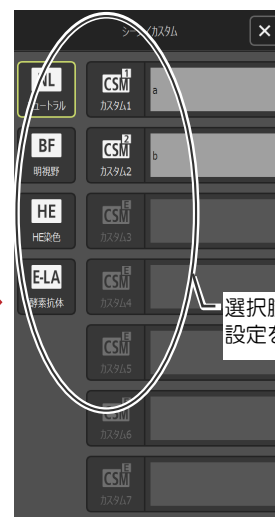 シーン/カスタム
×
NL
ニュートラル
CSM 1
カスタム1
a
BF
明視野
CSM 2
カスタム2
b
HE
HE染色
CSM E
カスタム3
E-LA
酵素抗体
CSM E
カスタム4
選択
設定を
CSM E
カスタム5
CSM E
カスタム6
CSM E
カスタム7